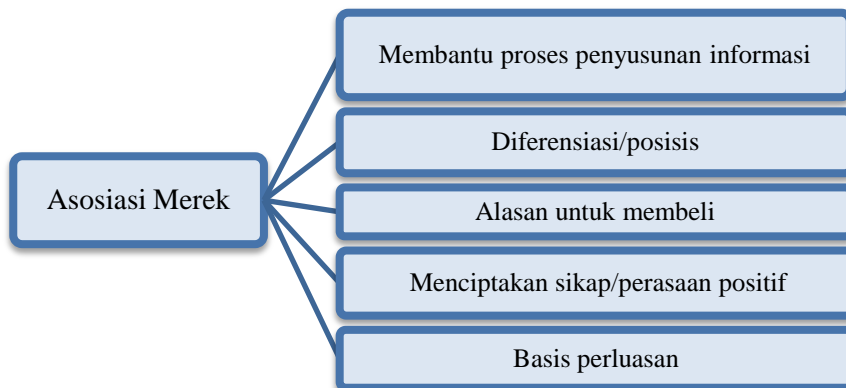 Asosiasi Merek
Membantu proses penyusunan informasi
Diferensiasi/posisis
Alasan untuk membeli
Menciptakan sikap/perasaan positif
Basis perluasan